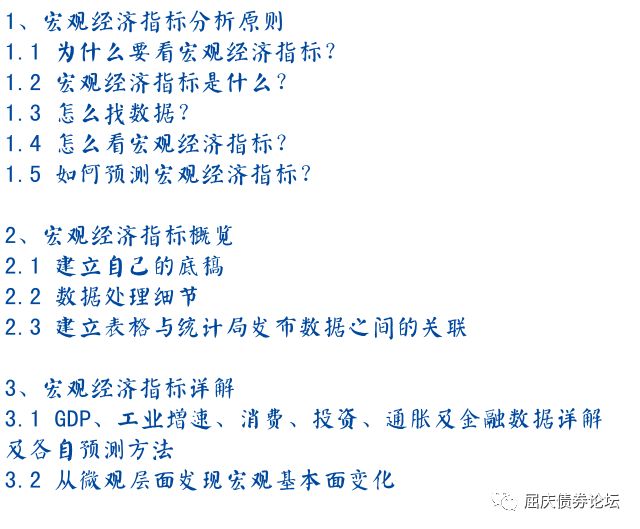 1、宏观经济指标分析原则
1.1 为什么要看宏观经济指标?
1.2 宏观经济指标是什么?
1.3 怎么找数据?
1.4 怎么看宏观经济指标?
1.5 如何预测宏观经济指标?
2、宏观经济指标概览
2.1 建立自己的底稿
2.2 数据处理细节
2.3 建立表格与统计局发布数据之间的关联
3、宏观经济指标详解
3.1 GDP、工业增速、消费、投资、通胀及金融数据详解
及各自预测方法
3.2 从微观层面发现宏观基本面变化
屈庆债券论坛